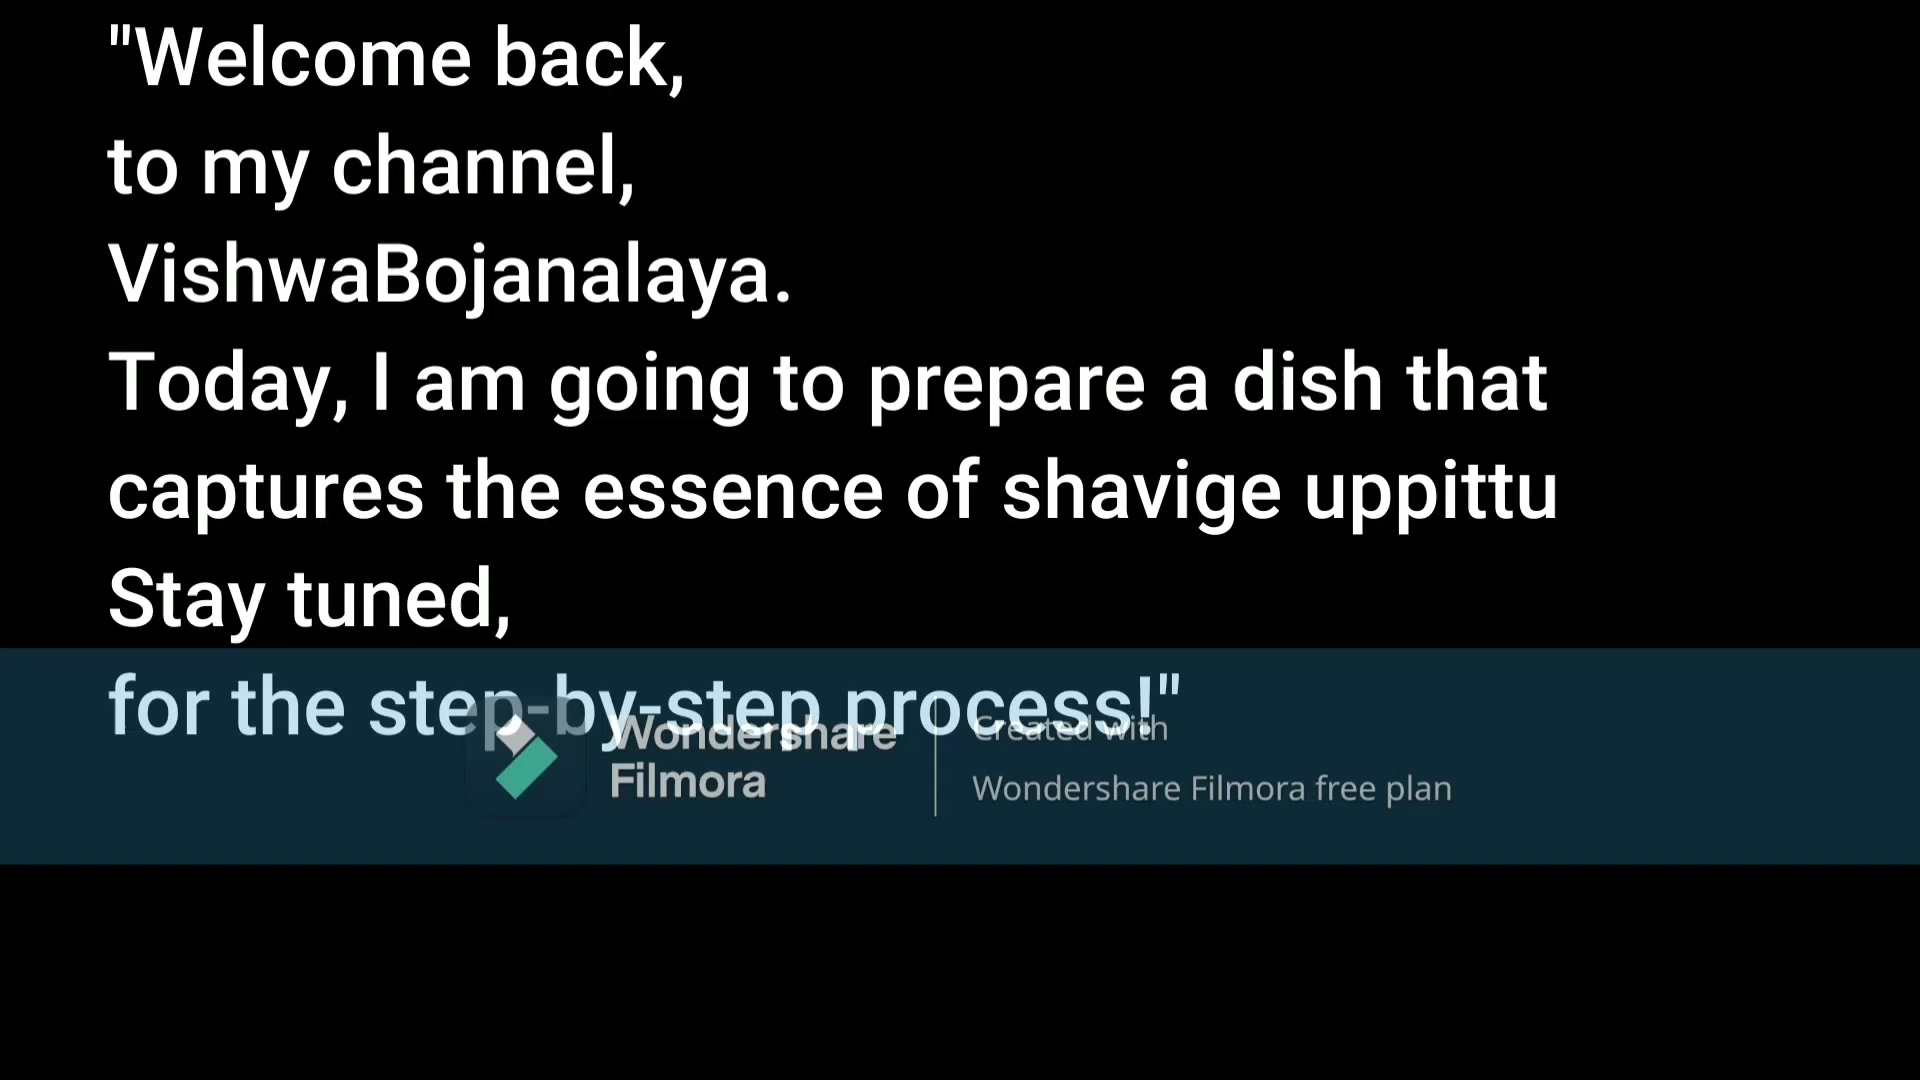 "Welcome back,
to my channel,
VishwaBojanalaya.
Today, I am going to prepare a dish that
captures the essence of shavige uppittu
Stay tuned,
for the step-by-step process!"
Wondershare
Filmora
Created with
Wondershare Filmora free plan